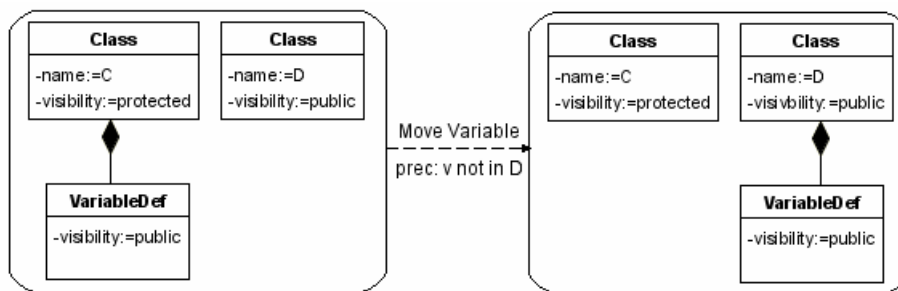 Class
-name:=C
-visibility:=protected
Class
-name:=D
-visibility:=public
VariableDef
-visibility:=public
Move Variable
prec: v not in D
Class
-name:=C
-visibility:=protected
Class
-name:=D
-visivbility:=public
VariableDef
-visibility:=public